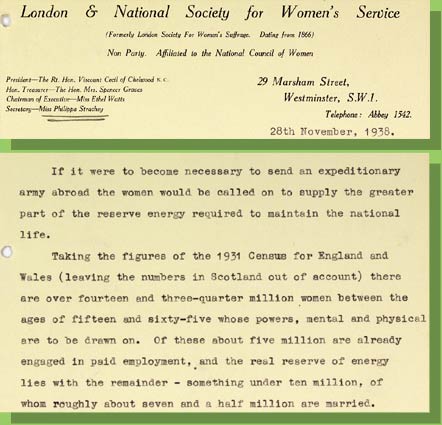 London & National Society for Women's Service
(Formerly London Society For Women's Suffrage. Dating from 1866)
Non Party. Affiliated to the National Council of Women
President—The Rt. Hon. Viscount Cecil of Chelwood K.C.
Hon. Treasurer—The Hon. Mrs. Spencer Graves
Chairman of Executive—Miss Ethel Watts
Secretary—Miss Philippa Strachey
29 Marsham Street,
Westminster, S.W.1.
Telephone: Abbey 1542.
28th November, 1938.
If it were to become necessary to send an expeditionary
army abroad the women would be called on to supply the greater
part of the reserve energy required to maintain the national
life.
Taking the figures of the 1931 Census for England and
Wales (leaving the numbers in Scotland out of account) there
are over fourteen and three-quarter million women between the
ages of fifteen and sixty-five whose powers, mental and physical
are to be drawn on. Of these about five million are already
engaged in paid employment, and the real reserve of energy
lies with the remainder - something under ten million, of
whom roughly about seven and a half million are married.